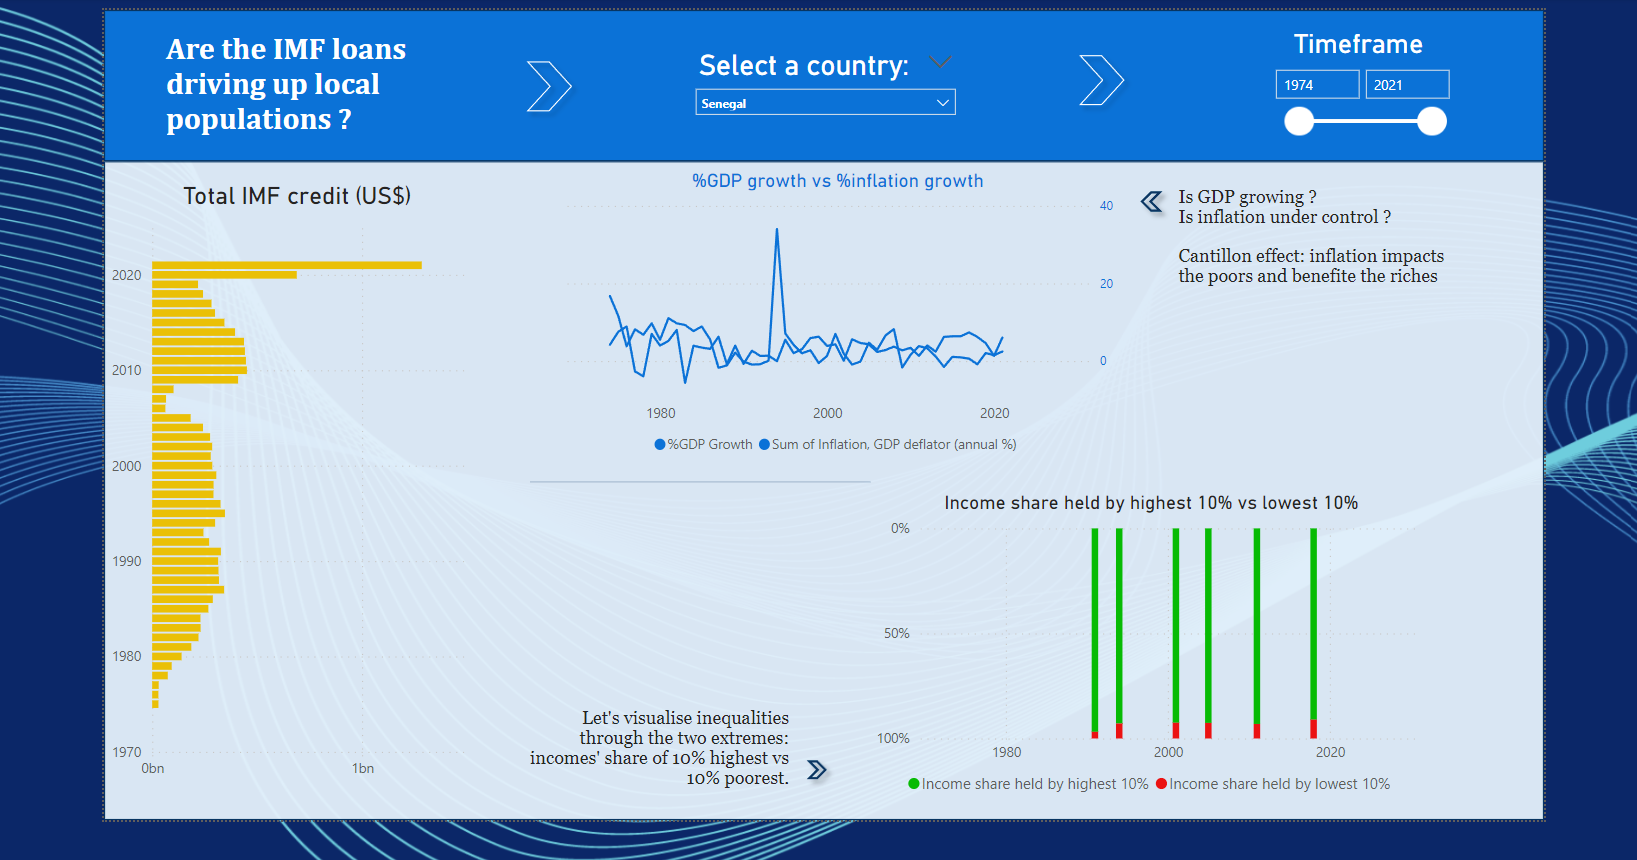 Are the IMF loans
driving up local
populations ?
Select a country:
Senegal
Timeframe
1974
2021
Total IMF credit (US$)
2020
2010
2000
1990
1980
1970
0bn
1bn
%GDP growth vs %inflation growth
40
20
0
1980
2000
2020
%GDP Growth
Sum of Inflation, GDP deflator (annual %)
Is GDP growing ?
Is inflation under control ?
Cantillon effect: inflation impacts
the poors and benefite the riches
Let's visualise inequalities
through the two extremes:
incomes' share of 10% highest vs
10% poorest.
Income share held by highest 10% vs lowest 10%
0%
50%
100%
1980
2000
2020
Income share held by highest 10%
Income share held by lowest 10%